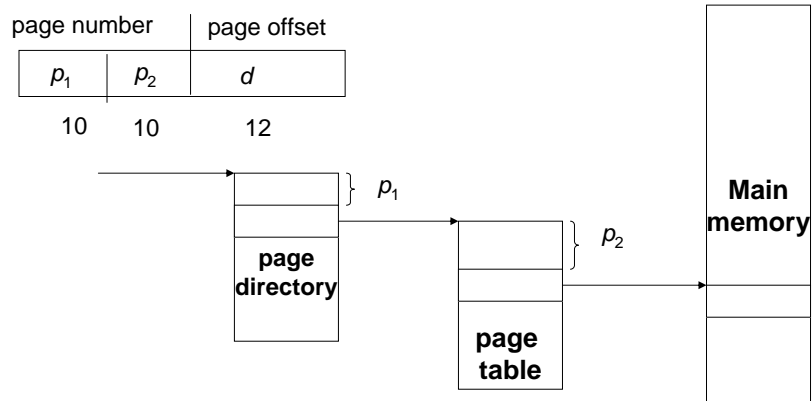 page number page offset
p1 p2 d
10 10 12
p1
page
directory
p2
page
table
Main
memory